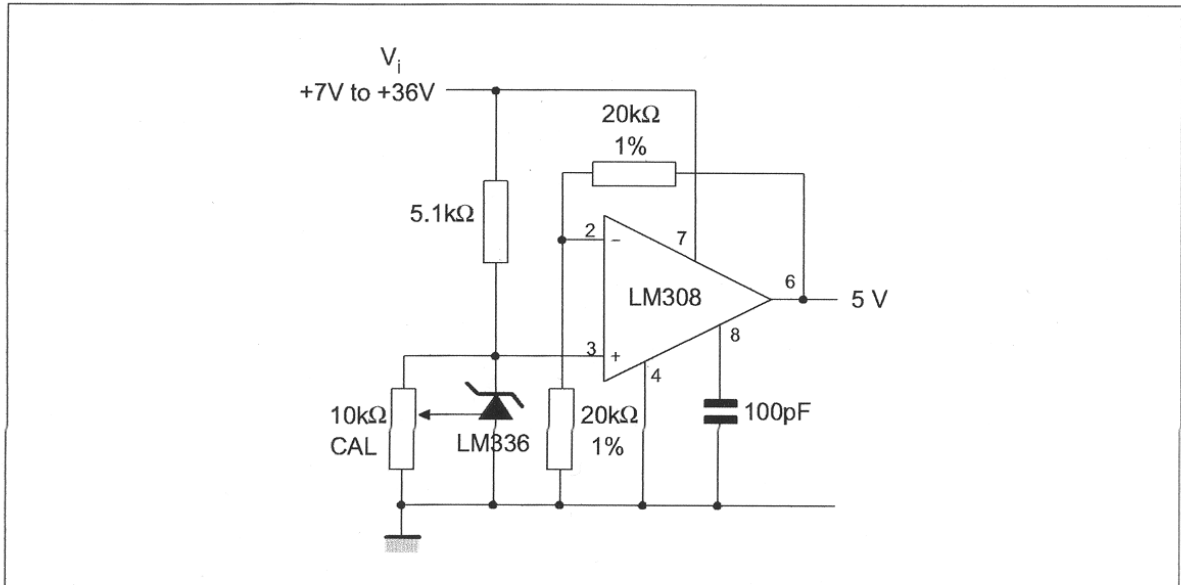 Vi
+7V to +36V
20kΩ
1%
5.1kΩ
2
−
7
LM308
6
5 V
8
3
+
4
10kΩ
CAL
LM336
20kΩ
1%
100pF